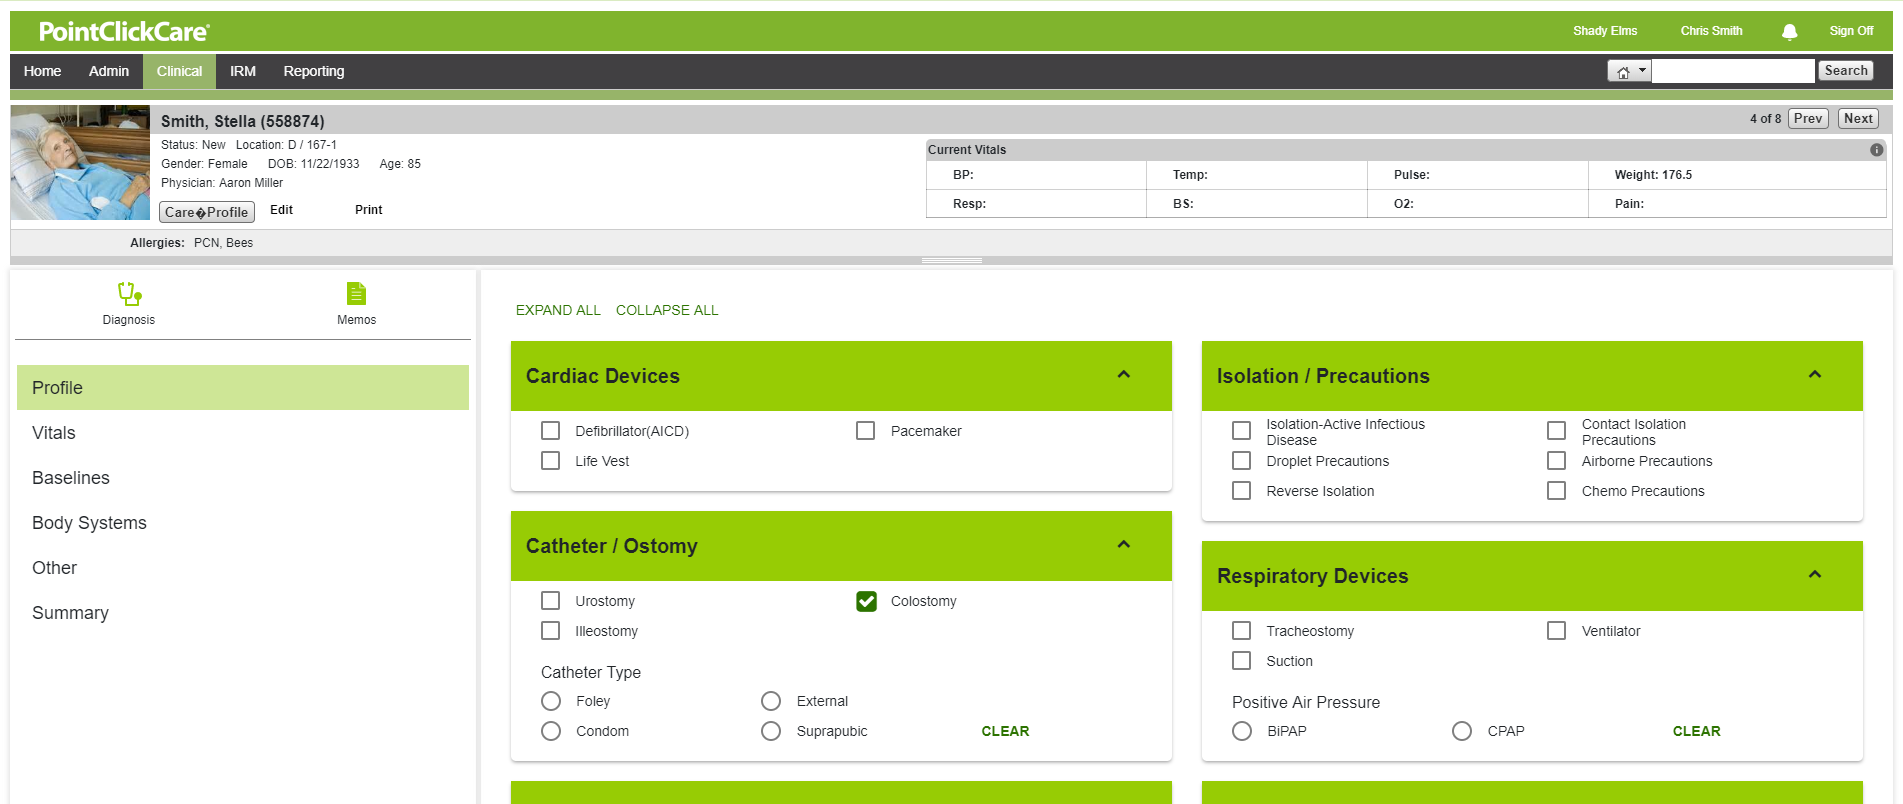 PointClickCare®
Shady Elms Chris Smith Sign Off
Home Admin Clinical IRM Reporting
Search
Smith, Stella (558874)
4 of 8 Prev Next
Status: New Location: D / 167-1
Gender: Female DOB: 11/22/1933 Age: 85
Physician: Aaron Miller
Care�Profile Edit Print
Current Vitals
BP: Temp: Pulse: Weight: 176.5
Resp: BS: O2: Pain:
Allergies: PCN, Bees
Diagnosis Memos
Profile
Vitals
Baselines
Body Systems
Other
Summary
EXPAND ALL COLLAPSE ALL
Cardiac Devices
Defibrillator(AICD) Pacemaker
Life Vest
Catheter / Ostomy
Urostomy Colostomy
Illeostomy
Catheter Type
Foley External
Condom Suprapubic CLEAR
Isolation / Precautions
Isolation-Active Infectious
Disease
Contact Isolation
Precautions
Droplet Precautions Airborne Precautions
Reverse Isolation Chemo Precautions
Respiratory Devices
Tracheostomy Ventilator
Suction
Positive Air Pressure
BiPAP CPAP CLEAR